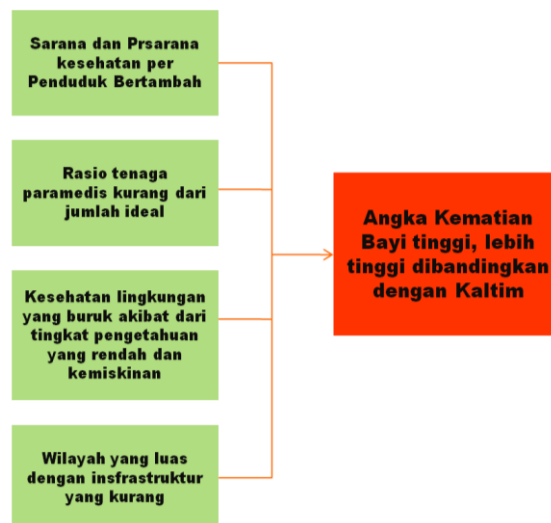 Sarana dan Prsarana
kesehatan per
Penduduk Bertambah
Rasio tenaga
paramedis kurang dari
jumlah ideal
Kesehatan lingkungan
yang buruk akibat dari
tingkat pengetahuan
yang rendah dan
kemiskinan
Wilayah yang luas
dengan insfrastruktur
yang kurang
Angka Kematian
Bayi tinggi, lebih
tinggi dibandingkan
dengan Kaltim